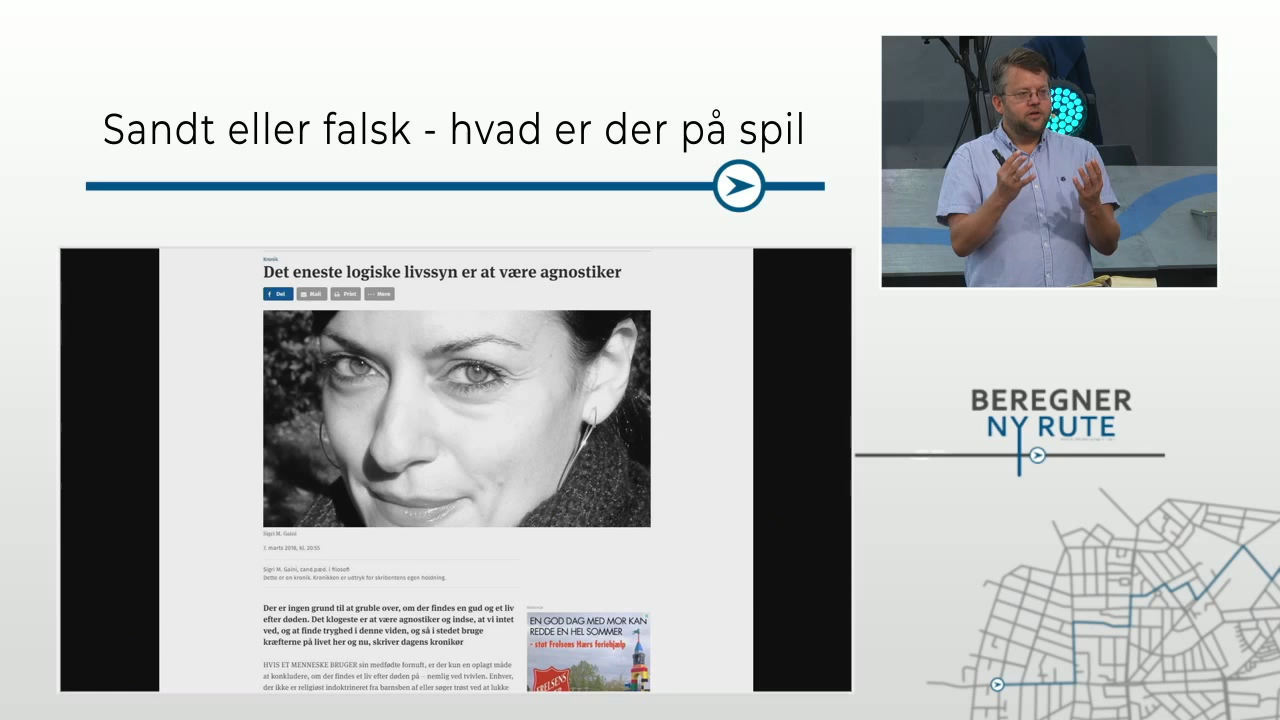 Sandt eller falsk - hvad er der på spil
Kronik
Det eneste logiske livssyn er at være agnostiker
Del
Mail
Print
Mere
Sigri M. Gaini
7. marts 2018, kl. 20:55
Sigri M. Gaini, cand.pæd. i filosofi
Dette er en kronik. Kronikken er udtryk for skribentens egen holdning.
Der er ingen grund til at gruble over, om der findes en gud og et liv
efter døden. Det klogeste er at være agnostiker og indse, at vi intet
ved, og at finde tryghed i denne viden, og så i stedet bruge
kræfterne på livet her og nu, skriver dagens kronikør
HVIS ET MENNESKE BRUGER sin medfødte fornuft, er der kun en oplagt måde
at konkludere, om der findes et liv efter døden på – nemlig ved tvivlen. Enhver,
der ikke er religiøst indoktrineret fra barnsben af eller søger trøst ved at lukke
EN GOD DAG MED MOR KAN
REDDE EN HEL SOMMER
- støt Frelsens Hærs feriehjælp
FRELSENS
BEREGNER
NY RUTE